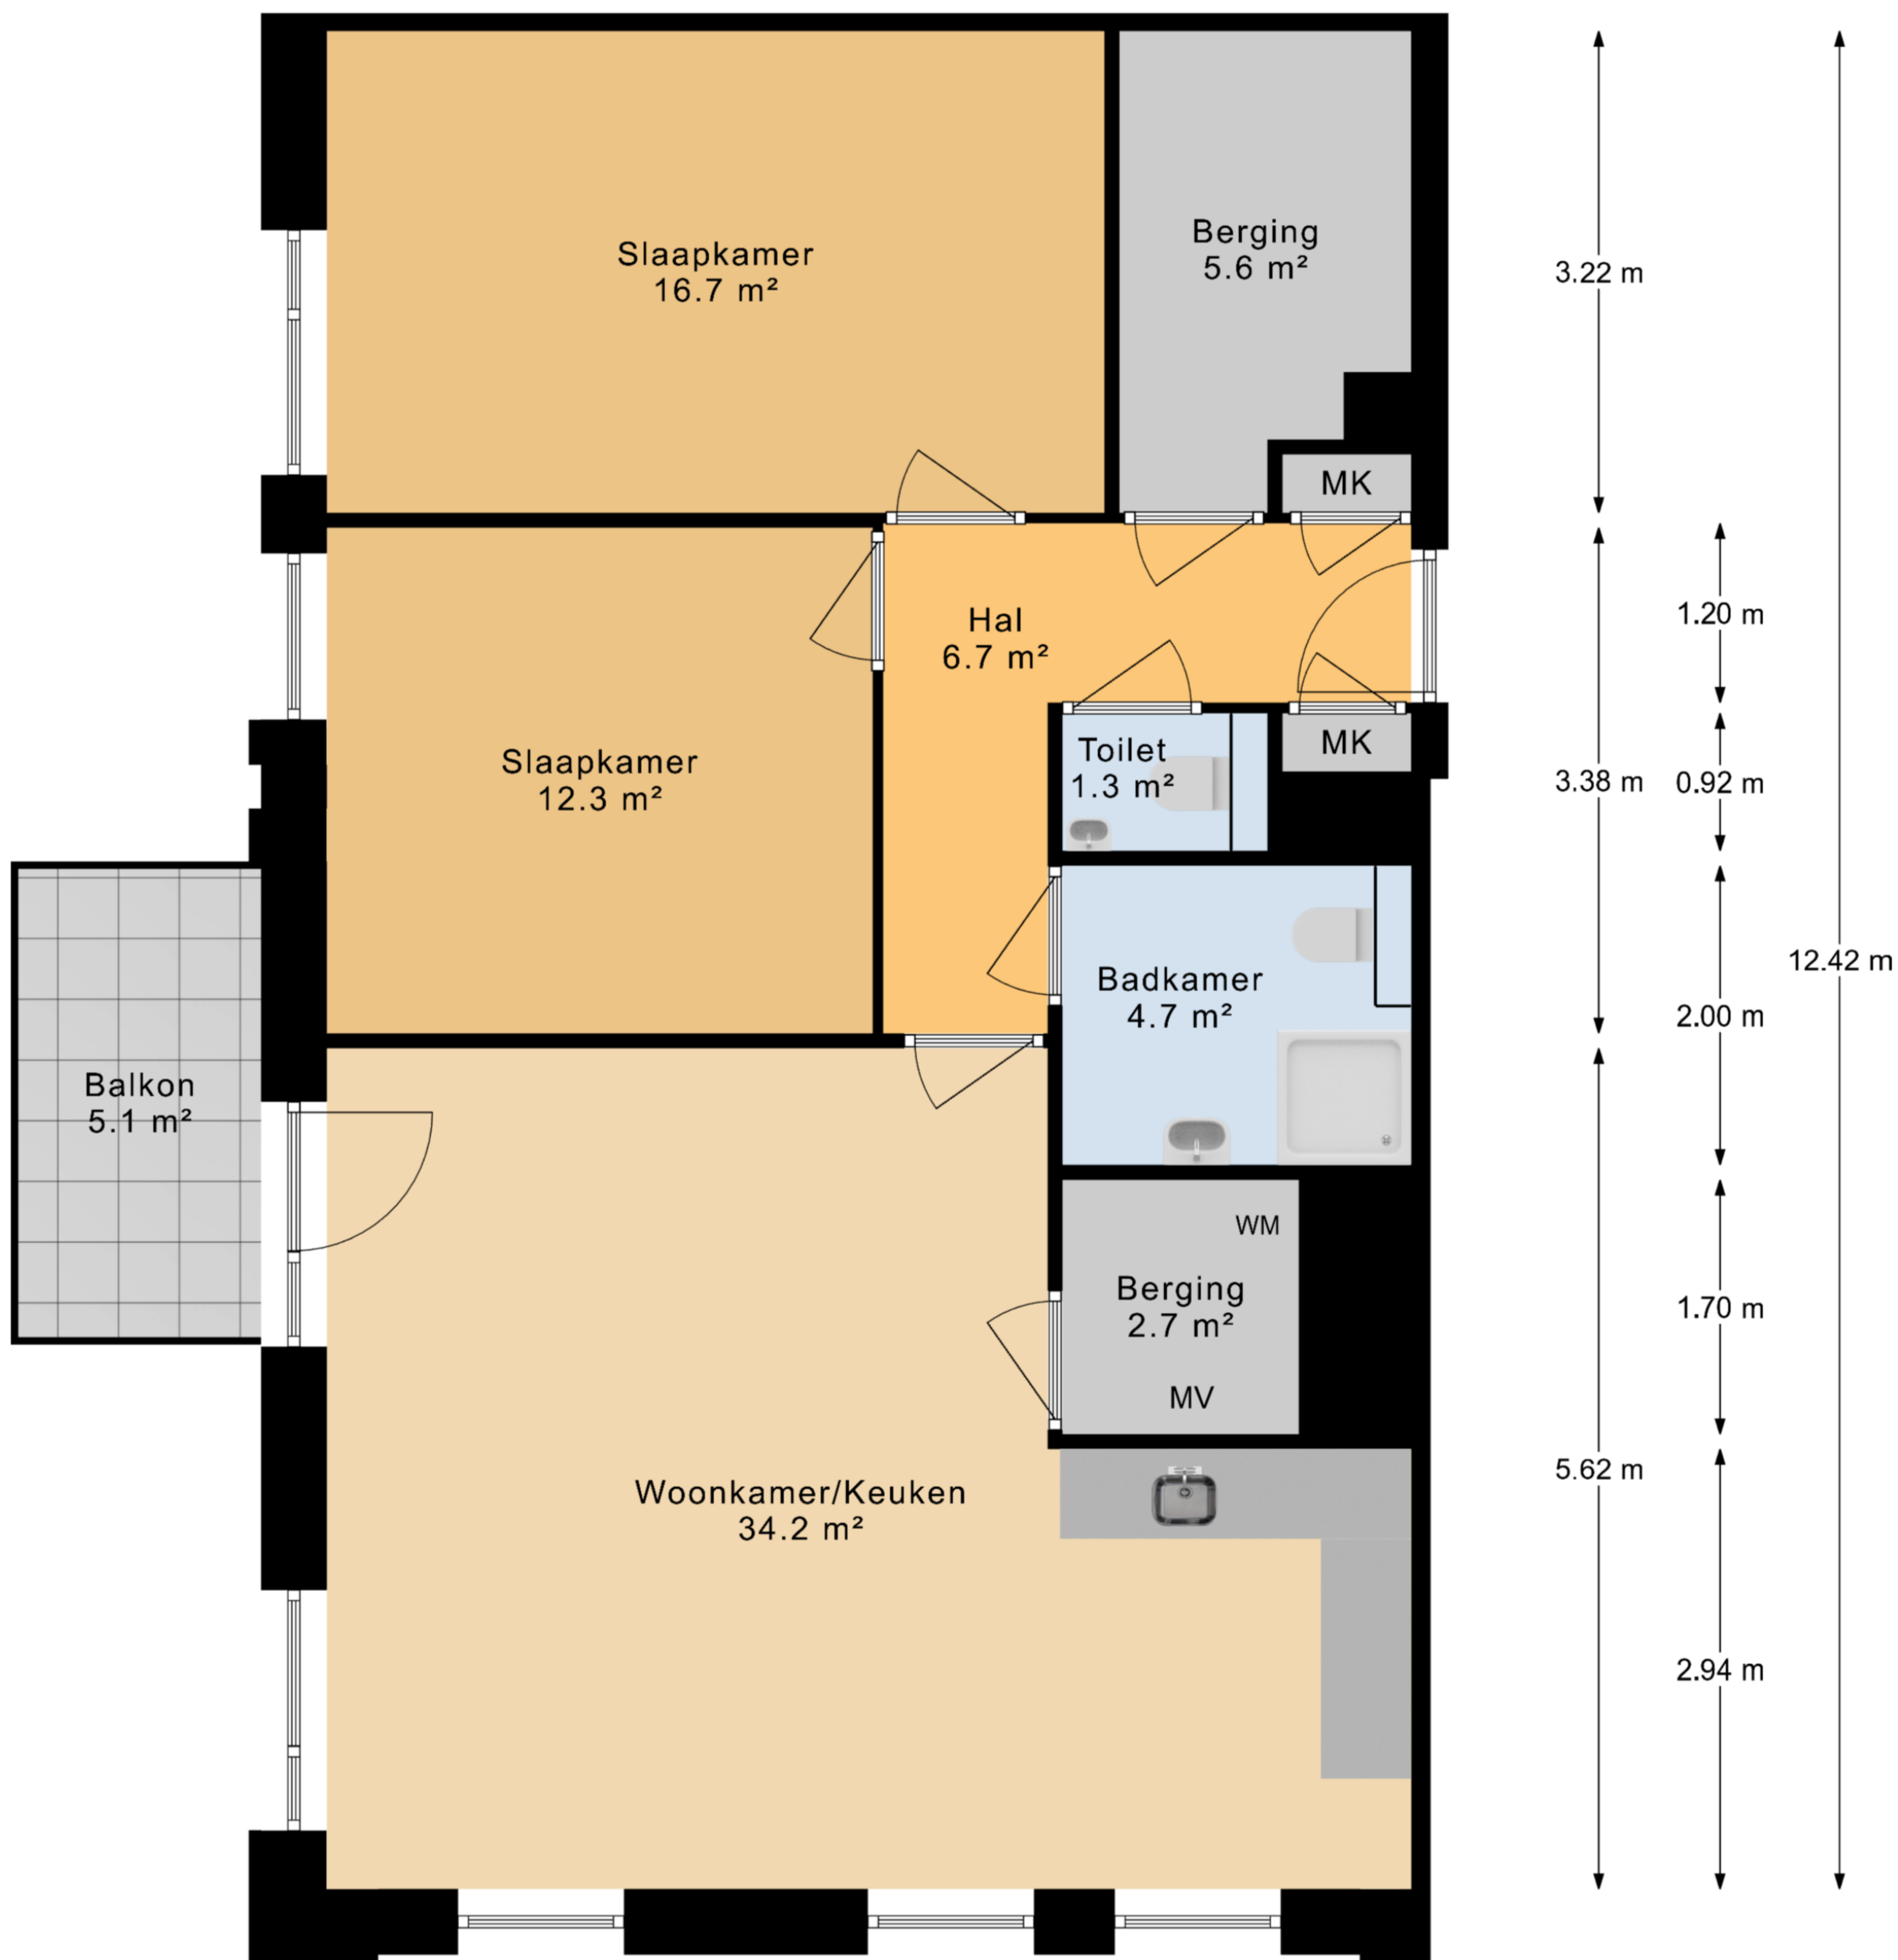 Slaapkamer
16.7 m²
Berging
5.6 m²
MK
3.22 m
Hal
6.7 m²
1.20 m
Toilet
1.3 m²
MK
Slaapkamer
12.3 m²
3.38 m
0.92 m
Badkamer
4.7 m²
12.42 m
2.00 m
Balkon
5.1 m²
WM
Berging
2.7 m²
MV
1.70 m
Woonkamer/Keuken
34.2 m²
5.62 m
2.94 m